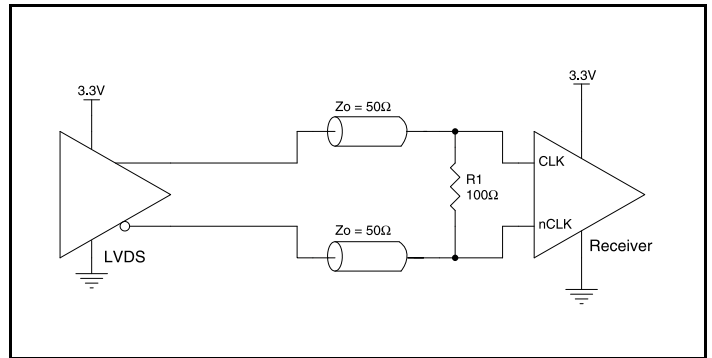 3.3V
3.3V
Zo = 50Ω
CLK
R1
100Ω
nCLK
Zo = 50Ω
LVDS
Receiver